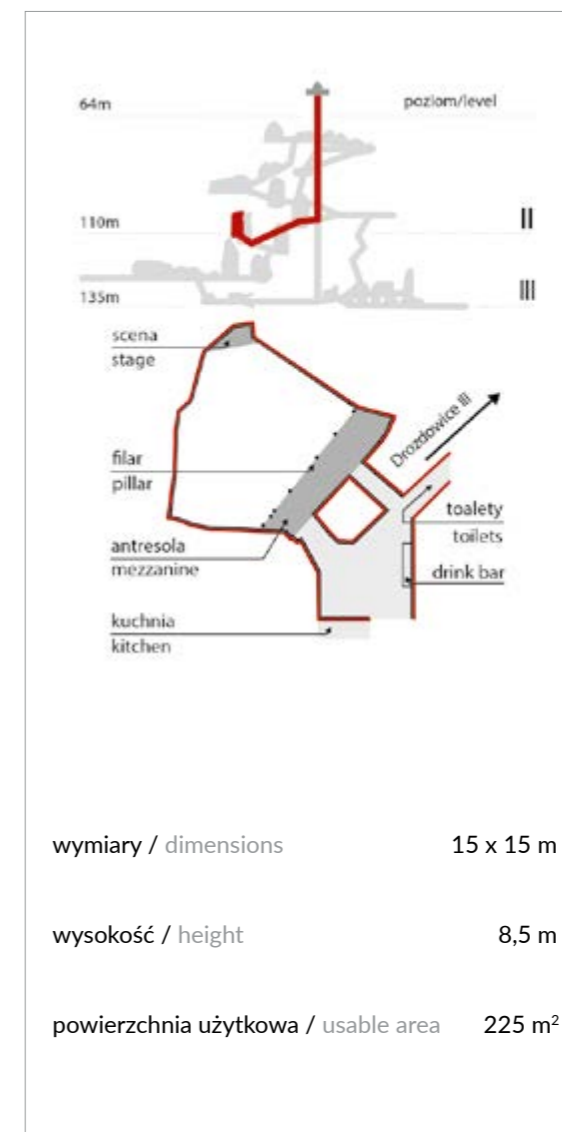 64m
poziom/level
110m
II
135m
III
scena
stage
Drozdowice III
filar
pillar
toalety
toilets
antresola
mezzanine
drink bar
kuchnia
kitchen
wymiary / dimensions 15 x 15 m
wysokość / height 8,5 m
powierzchnia użytkowa / usable area 225 m²